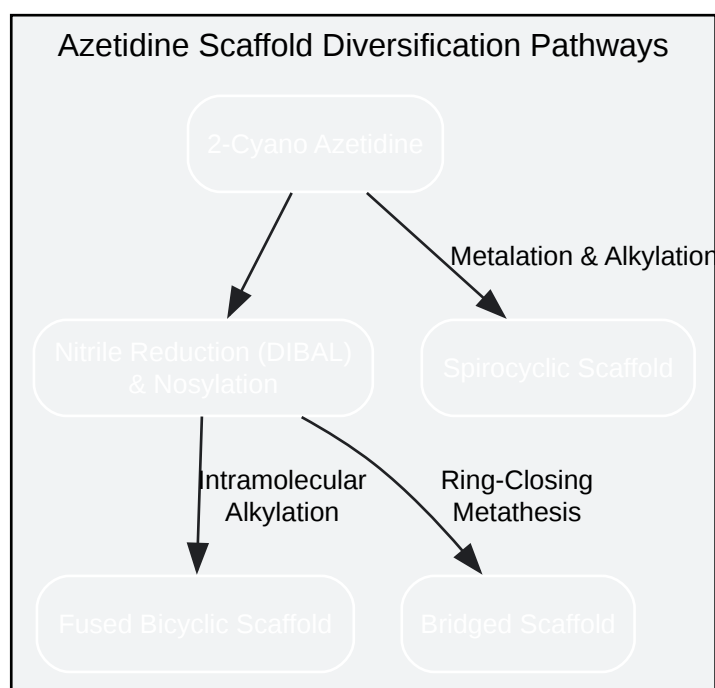 Azetidine Scaffold Diversification Pathways
2-Cyano Azetidine
Metalation & Alkylation
Nitrile Reduction (DIBAL)
& Nosylation
Spirocyclic Scaffold
Intramolecular
Alkylation
Ring-Closing
Metathesis
Fused Bicyclic Scaffold
Bridged Scaffold